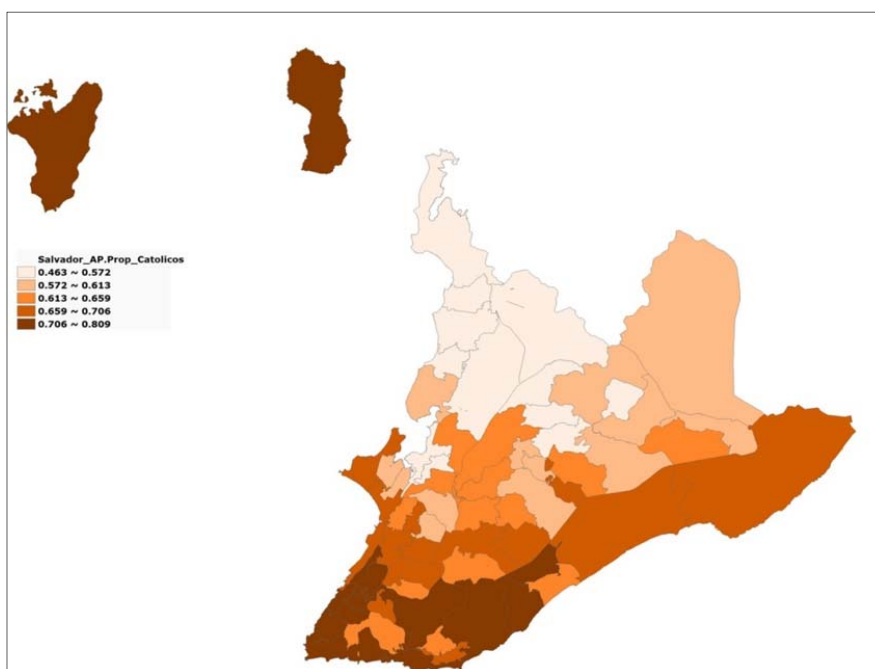 Salvador_AP.Prop_Catolicos
0.463 ~ 0.572
0.572 ~ 0.613
0.613 ~ 0.659
0.659 ~ 0.706
0.706 ~ 0.809